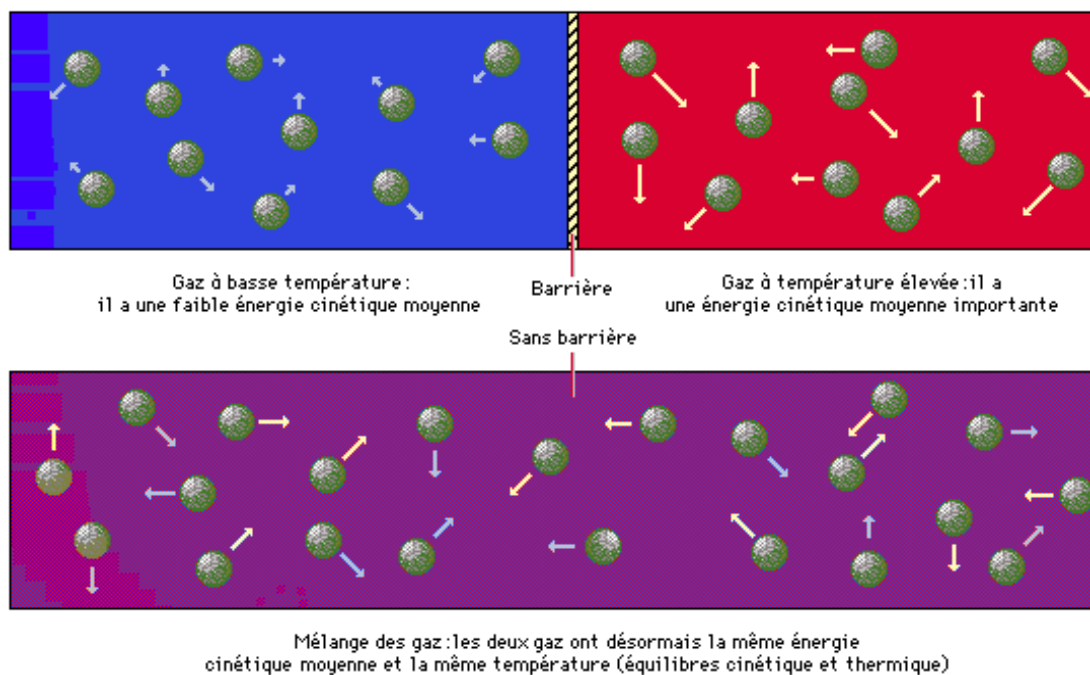 Gaz à basse température :
il a une faible énergie cinétique moyenne
Barrière
Gaz à température élevée : il a
une énergie cinétique moyenne importante
Sans barrière
Mélange des gaz : les deux gaz ont désormais la même énergie
cinétique moyenne et la même température (équilibres cinétique et thermique)